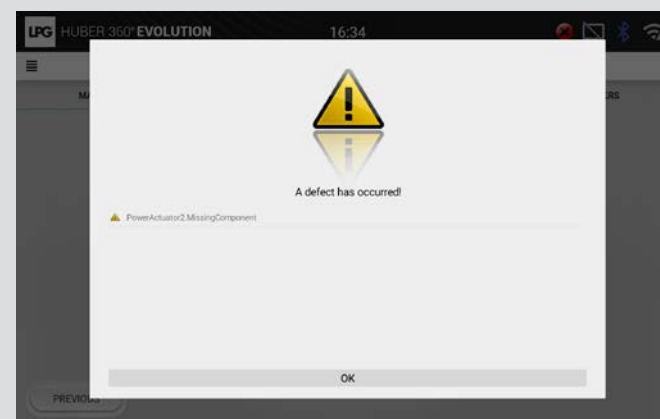 LPG HUBER 360° EVOLUTION 16:34
A defect has occurred!
PowerActuator2.MissingComponent
OK